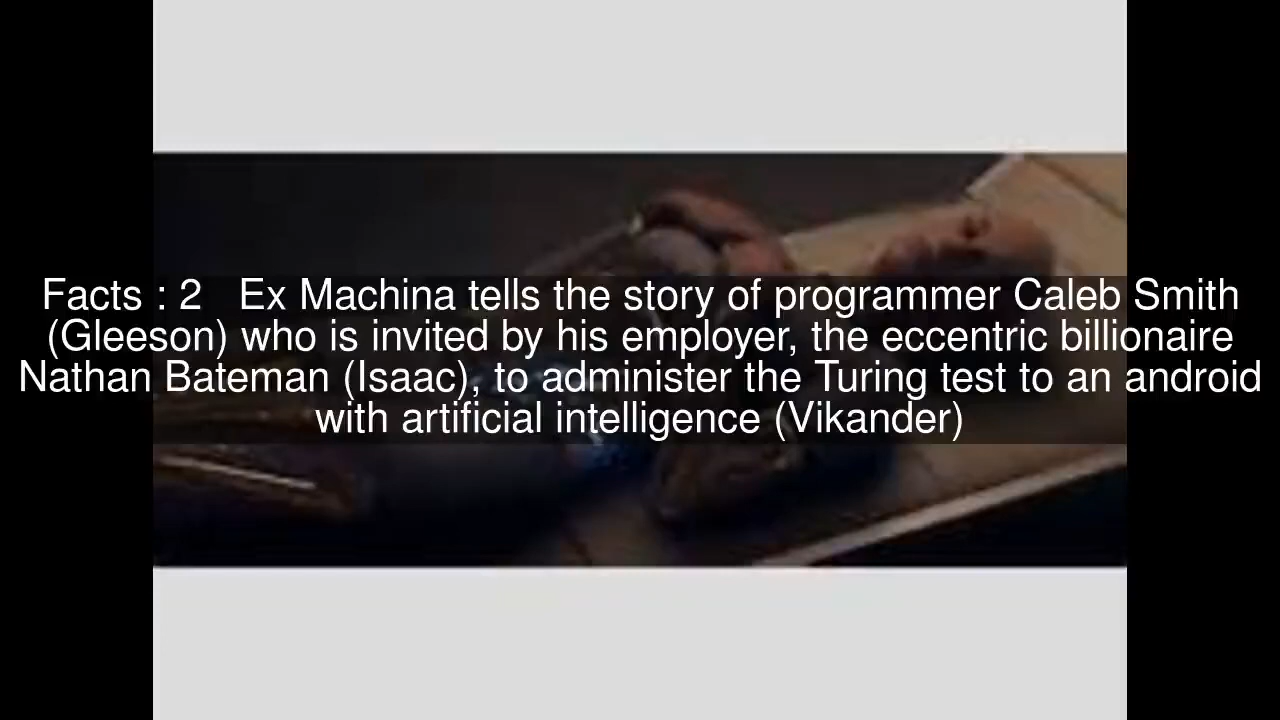 Facts : 2   Ex Machina tells the story of programmer Caleb Smith
(Gleeson) who is invited by his employer, the eccentric billionaire
Nathan Bateman (Isaac), to administer the Turing test to an android
with artificial intelligence (Vikander)